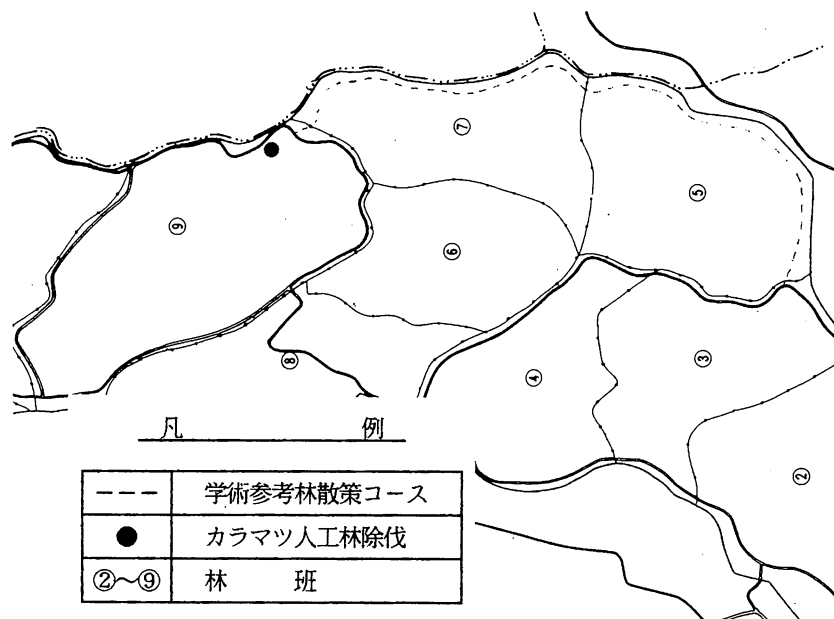 ⑦
⑤
⑨
⑥
⑧
④
③
②
凡 例
学術参考林散策コース
カラマツ人工林除伐
②〜⑨ 林 班